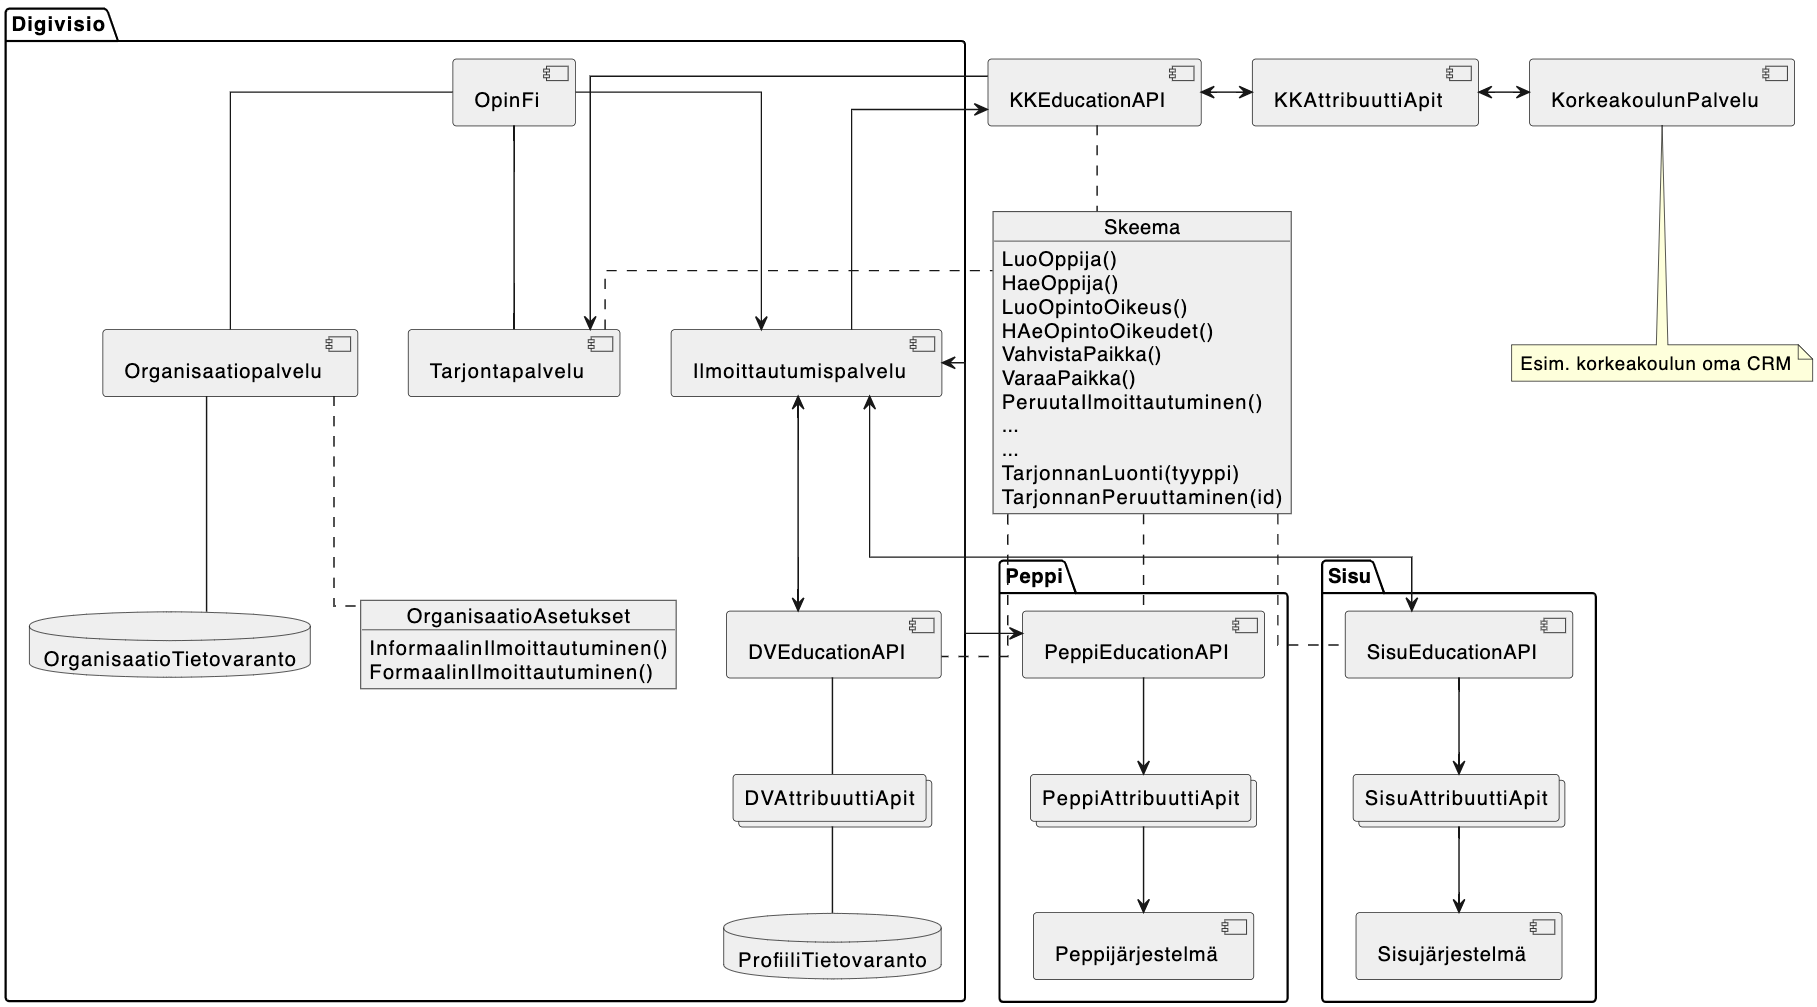 Digivisio
OpinFi
KKEducationAPI
KKAttribuuttiApit
KorkeakoulunPalvelu
Skeema
LuoOppija()
HaeOppija()
LuoOpintoOikeus()
HAeOpintoOikeudet()
VahvistaPaikka()
VaraaPaikka()
PeruutaIlmoittautuminen()
...
...
TarjonnanLuonti(tyyppi)
TarjonnanPeruuttaminen(id)
Organisaatiopalvelu
Tarjontapalvelu
Ilmoittautumispalvelu
Esim. korkeakoulun oma CRM
Peppi
Sisu
OrganisaatioTietovaranto
OrganisaatioAsetukset
InformaalinIlmoittautuminen()
FormaalinIlmoittautuminen()
DVEducationAPI
PeppiEducationAPI
SisuEducationAPI
DVAttribuuttiApit
PeppiAttribuuttiApit
SisuAttribuuttiApit
ProfiiliTietovaranto
Peppijärjestelmä
Sisujärjestelmä